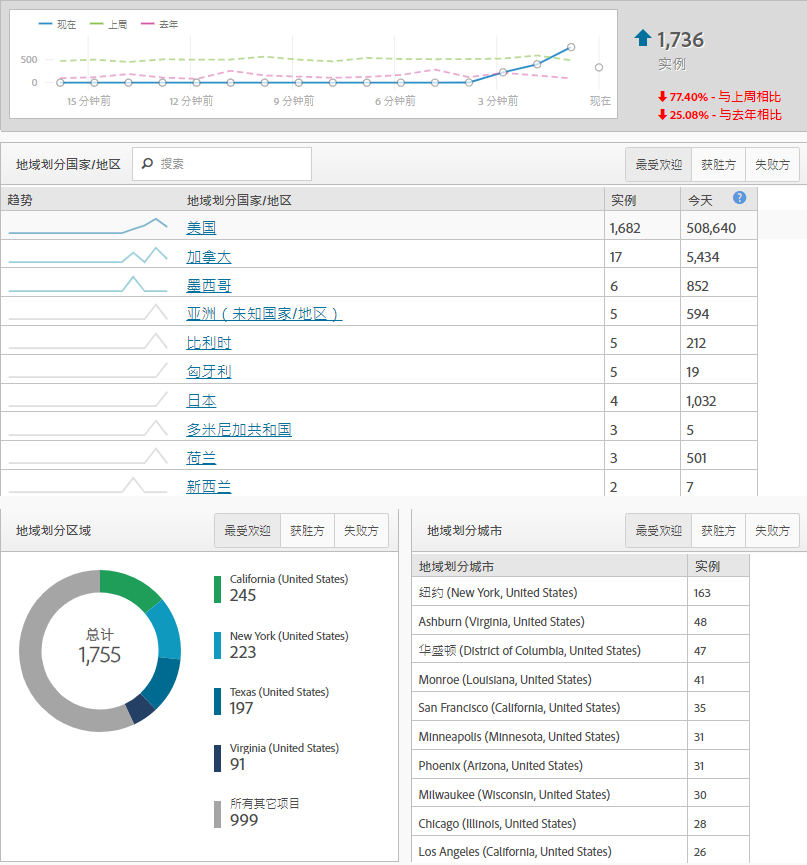 现在 上周 去年
500
0
15 分钟前 12 分钟前 9 分钟前 6 分钟前 3 分钟前 现在
1,736
实例
77.40% - 与上周相比
25.08% - 与去年相比
地域划分国家/地区 搜索 最受欢迎 获胜方 失败方
趋势 地域划分国家/地区 实例 今天 ?
美国 1,682 508,640
加拿大 17 5,434
墨西哥 6 852
亚洲（未知国家/地区） 5 594
比利时 5 212
匈牙利 5 19
日本 4 1,032
多米尼加共和国 3 5
荷兰 3 501
新西兰 2 7
地域划分区域 最受欢迎 获胜方 失败方
总计
1,755
California (United States)
245
New York (United States)
223
Texas (United States)
197
Virginia (United States)
91
所有其它项目
999
地域划分城市 最受欢迎 获胜方 失败方
地域划分城市 实例
纽约 (New York, United States) 163
Ashburn (Virginia, United States) 48
华盛顿 (District of Columbia, United States) 47
Monroe (Louisiana, United States) 41
San Francisco (California, United States) 35
Minneapolis (Minnesota, United States) 31
Phoenix (Arizona, United States) 31
Milwaukee (Wisconsin, United States) 30
Chicago (Illinois, United States) 28
Los Angeles (California, United States) 26